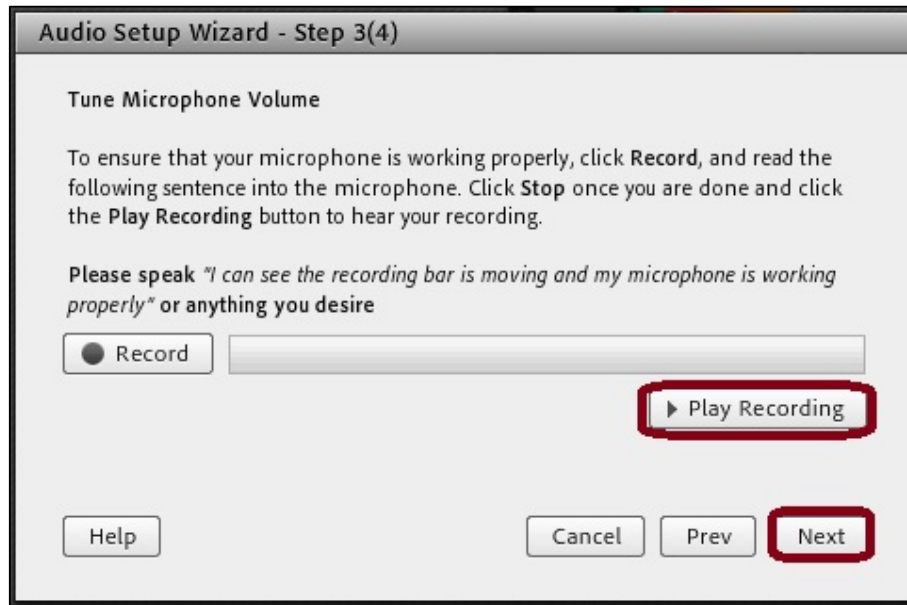 Audio Setup Wizard - Step 3(4)
Tune Microphone Volume
To ensure that your microphone is working properly, click Record, and read the
following sentence into the microphone. Click Stop once you are done and click
the Play Recording button to hear your recording.
Please speak "I can see the recording bar is moving and my microphone is working
properly" or anything you desire
Record
Play Recording
Help
Cancel
Prev
Next